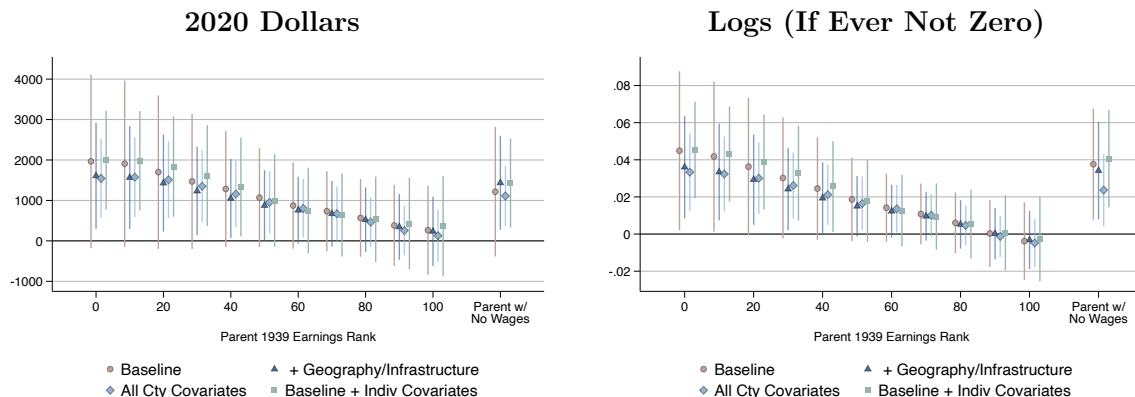 2020 Dollars
4000
3000
2000
1000
0
-1000
0 20 40 60 80 100 Parent w/
No Wages
Parent 1939 Earnings Rank
Baseline + Geography/Infrastructure
All Cty Covariates Baseline + Indiv Covariates
Logs (If Ever Not Zero)
.08
.06
.04
.02
0
-.02
0 20 40 60 80 100 Parent w/
No Wages
Parent 1939 Earnings Rank
Baseline + Geography/Infrastructure
All Cty Covariates Baseline + Indiv Covariates